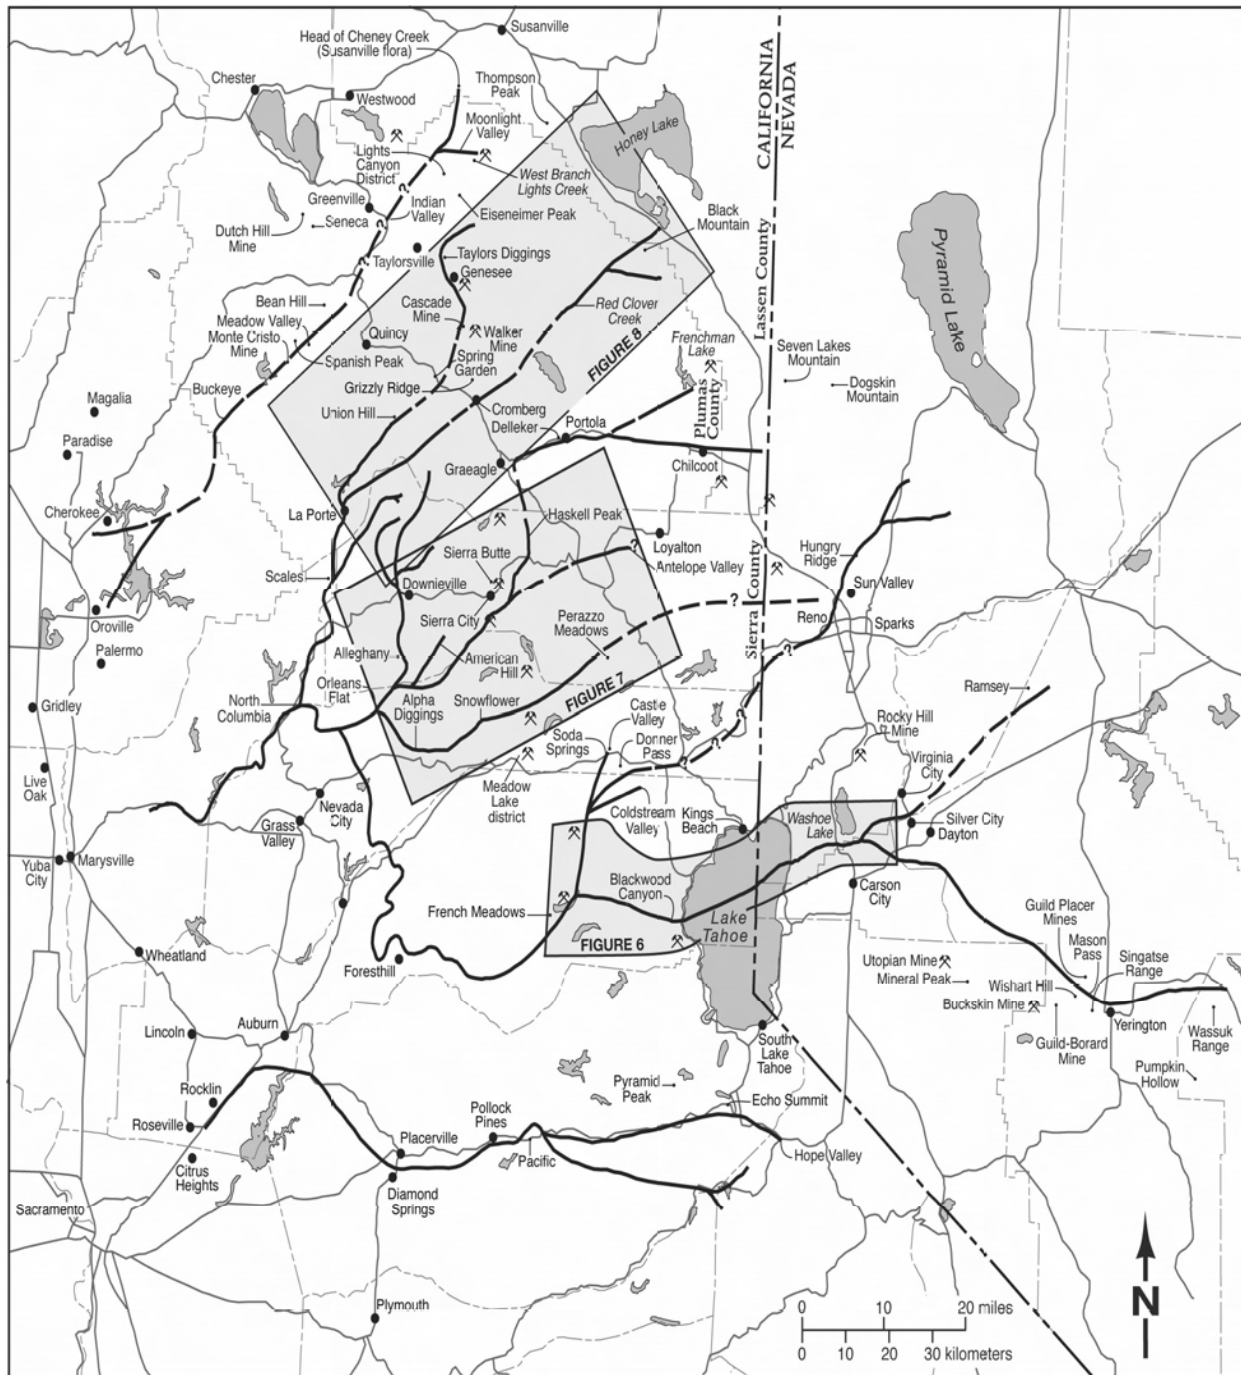 Susanville
Head of Cheney Creek
(Susanville flora)
Chester
Westwood
Thompson
Peak
Moonlight
Valley
Honey Lake
CALIFORNIA
NEVADA
Lights
Canyon
District
West Branch
Lights Creek
Greenville
Seneca
Indian
Valley
Eiseneimer Peak
Dutch Hill
Mine
?
?
?
Black
Mountain
Lassen County
Pyramid Lake
Taylorsville
Taylors Diggings
Genesee
Bean Hill
Cascade
Mine
Red Clover
Creek
Meadow Valley
Monte Cristo
Mine
Quincy
Walker
Mine
FIGURE 8
Frenchman
Lake
Seven Lakes
Mountain
Spanish Peak
Spring
Garden
Buckeye
Grizzly Ridge
Dogskin
Mountain
Magalia
Union Hill
Cromberg
Delleker
Portola
Plumas
County
Paradise
Graeagle
Chilcoot
Cherokee
La Porte
Haskell Peak
Loyalton
Antelope Valley
?
Hungry
Ridge
Scales
Sierra Butte
Downieville
Sun Valley
Oroville
Sierra City
Perazzo
Meadows
?
Sierra County
Reno
Sparks
Palermo
Alleghany
American
Hill
?
Orleans
Flat
FIGURE 7
Ramsey
Gridley
North
Columbia
Alpha
Diggings
Snowflower
Castle
Valley
?
Rocky Hill
Mine
Soda
Springs
Donner
Pass
?
?
Virginia
City
Live
Oak
Meadow
Lake
district
Nevada
City
Coldstream
Valley
Kings
Beach
Washoe
Lake
Silver City
Dayton
Grass
Valley
Yuba
City
Marysville
Blackwood
Canyon
Carson
City
French Meadows
Lake
Tahoe
Guild Placer
Mines
FIGURE 6
Mason
Pass
Wheatland
Foresthill
Utopian Mine
Singatse
Range
Mineral Peak
Wishart Hill
Buckskin Mine
Lincoln
Auburn
South
Lake
Tahoe
Guild-Borard
Mine
Yerington
Wassuk
Range
Pumpkin
Hollow
Rocklin
Pyramid
Peak
Echo Summit
Roseville
Pollock
Pines
Placerville
Pacific
Hope Valley
Citrus
Heights
Diamond
Springs
Sacramento
Plymouth
0 10 20 miles
0 10 20 30 kilometers
N